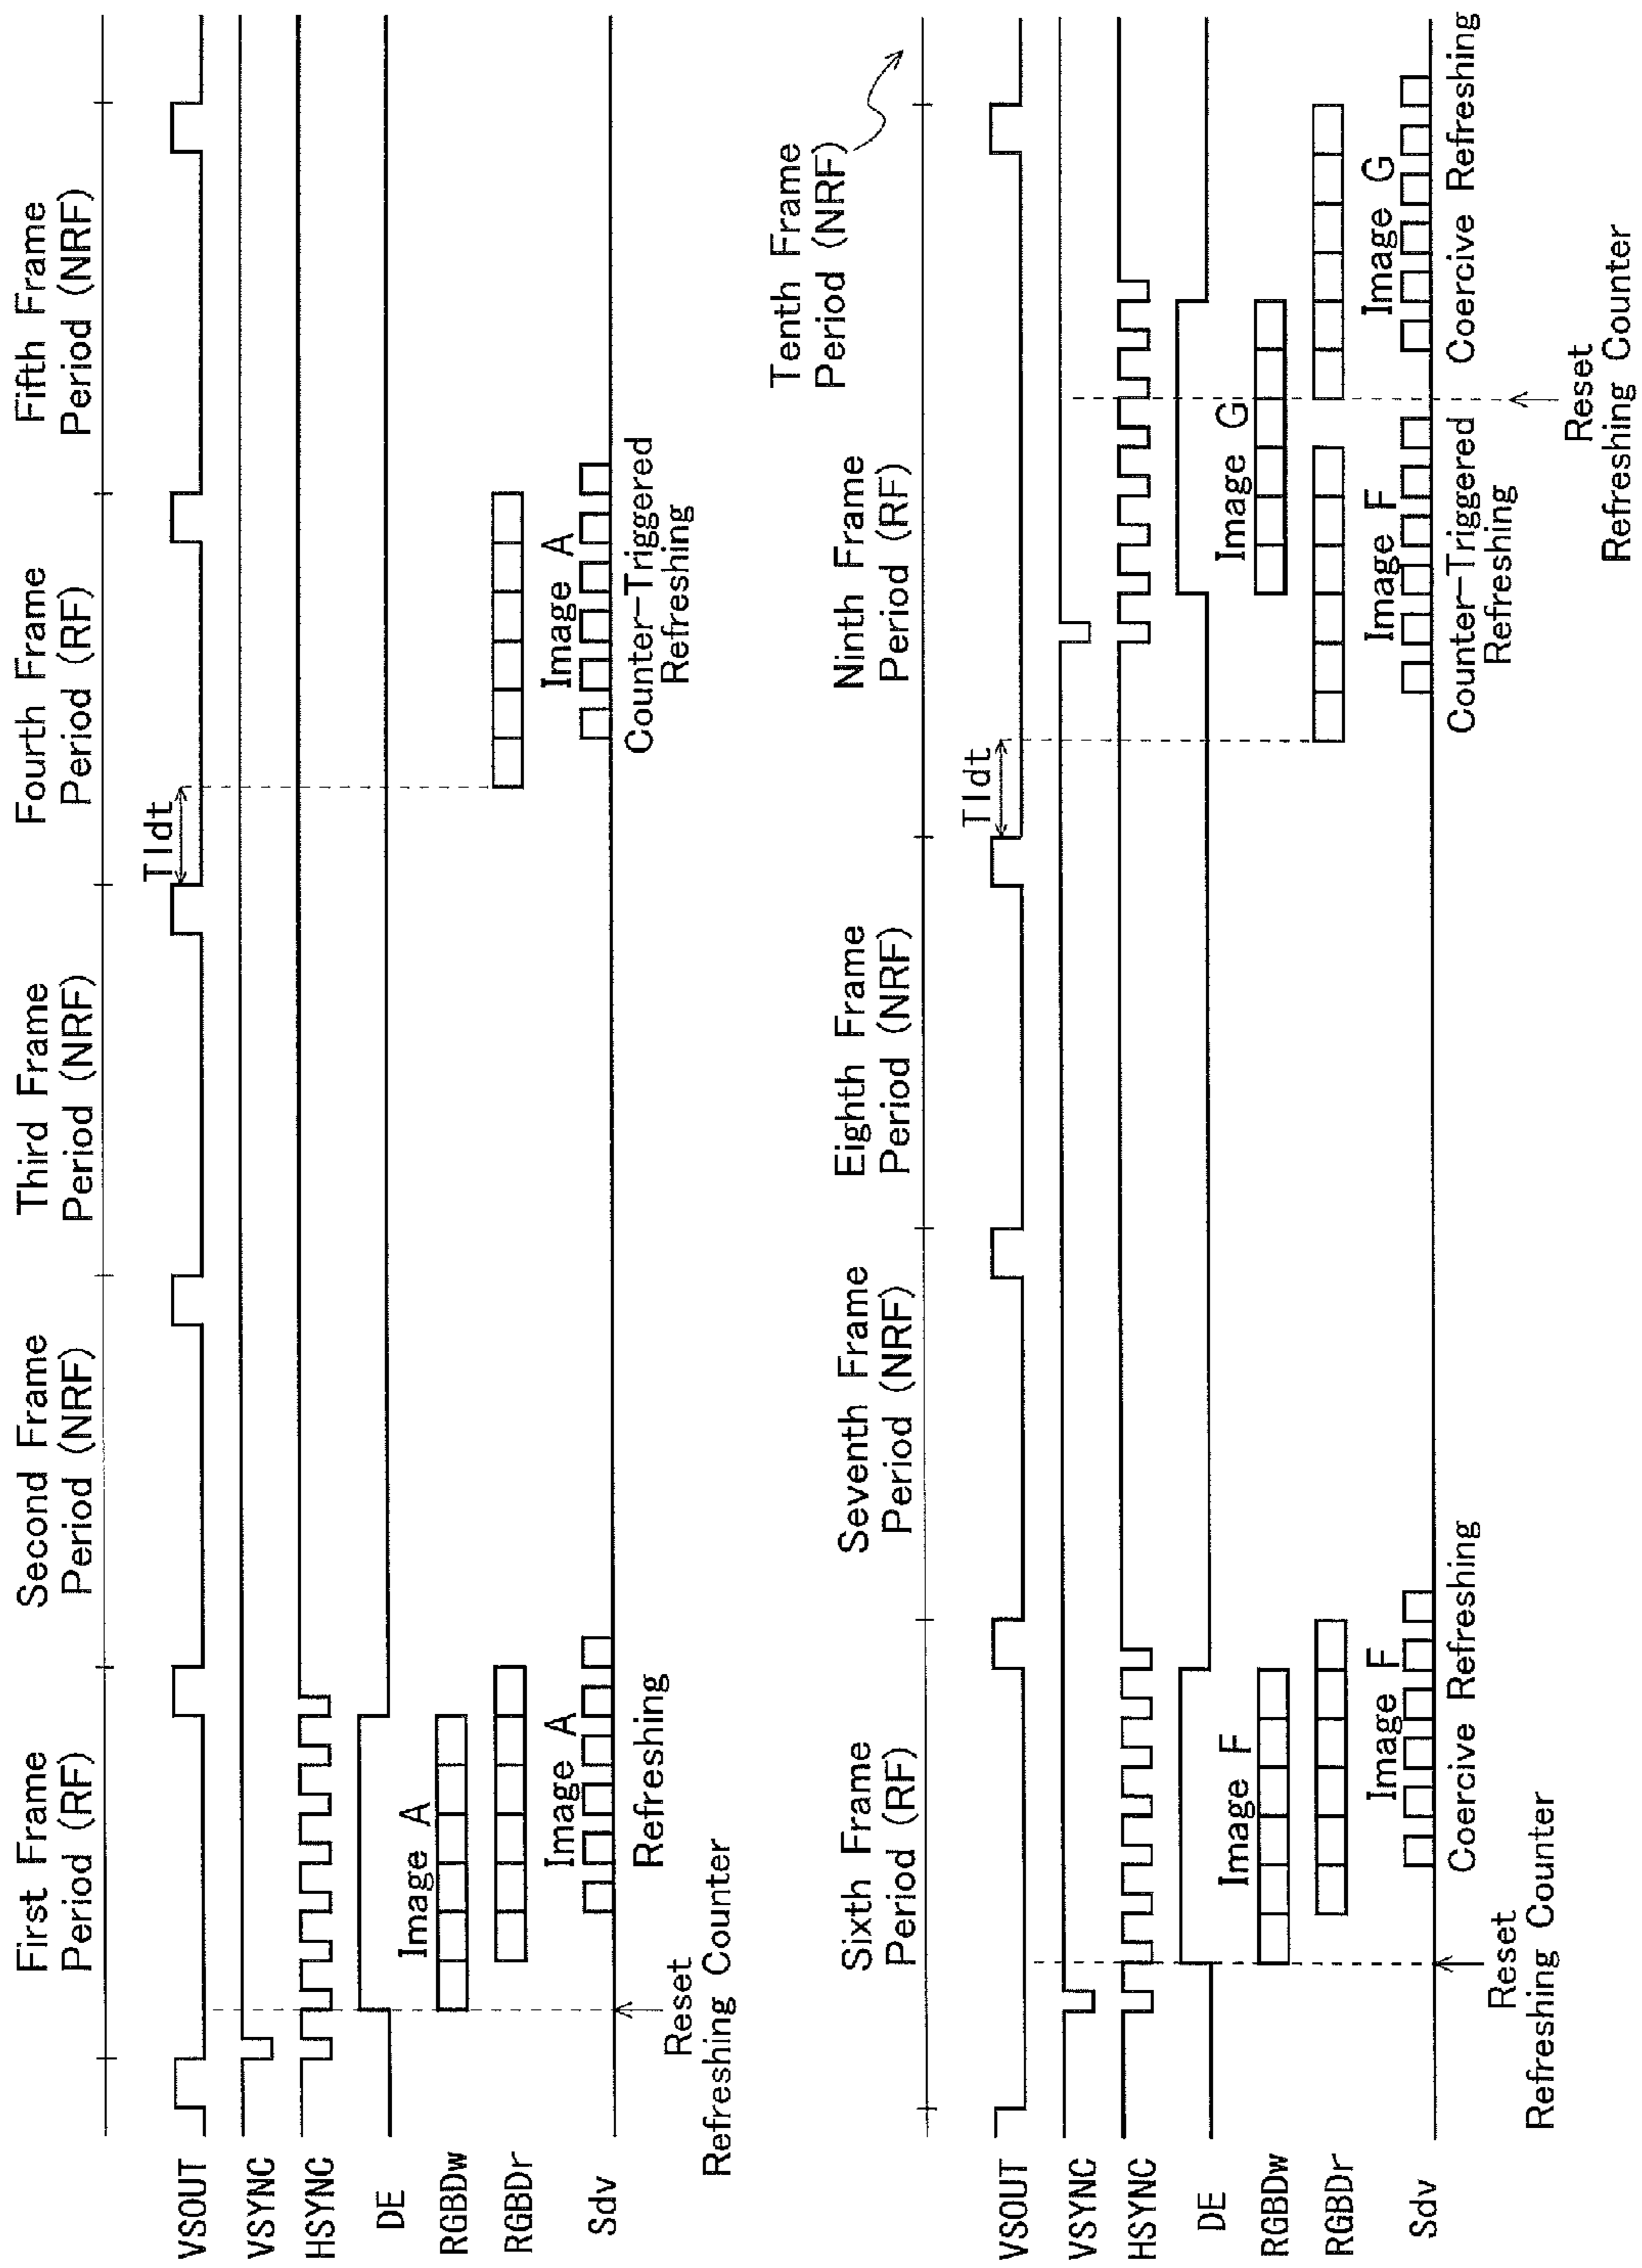 First Frame
Period (RF)
Second Frame
Period (NRF)
Third Frame
Period (NRF)
Fourth Frame
Period (RF)
Fifth Frame
Period (NRF)
VSOUT
Tldt
VSYNC
HSYNC
DE
RGBDw
Image A
RGBDr
Image A
Image A
Sdv
Refreshing
Counter-Triggered
Refreshing
Reset
Refreshing Counter
Tenth Frame
Period (NRF)
Sixth Frame
Period (RF)
Seventh Frame
Period (NRF)
Eighth Frame
Period (NRF)
Ninth Frame
Period (RF)
VSOUT
Tldt
VSYNC
HSYNC
DE
RGBDw
Image F
Image G
RGBDr
Image F
Image F
Image G
Sdv
Coercive Refreshing
Counter-Triggered
Refreshing
Coercive Refreshing
Reset
Refreshing Counter
Reset
Refreshing Counter